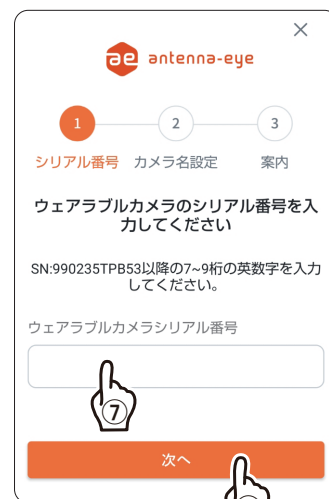 antenna-eye
1
2
3
シリアル番号
カメラ名設定
案内
ウェアラブルカメラのシリアル番号を入
力してください
SN:990235TPB53以降の7~9桁の英数字を入力
してください。
ウェアラブルカメラシリアル番号
⑦
次へ